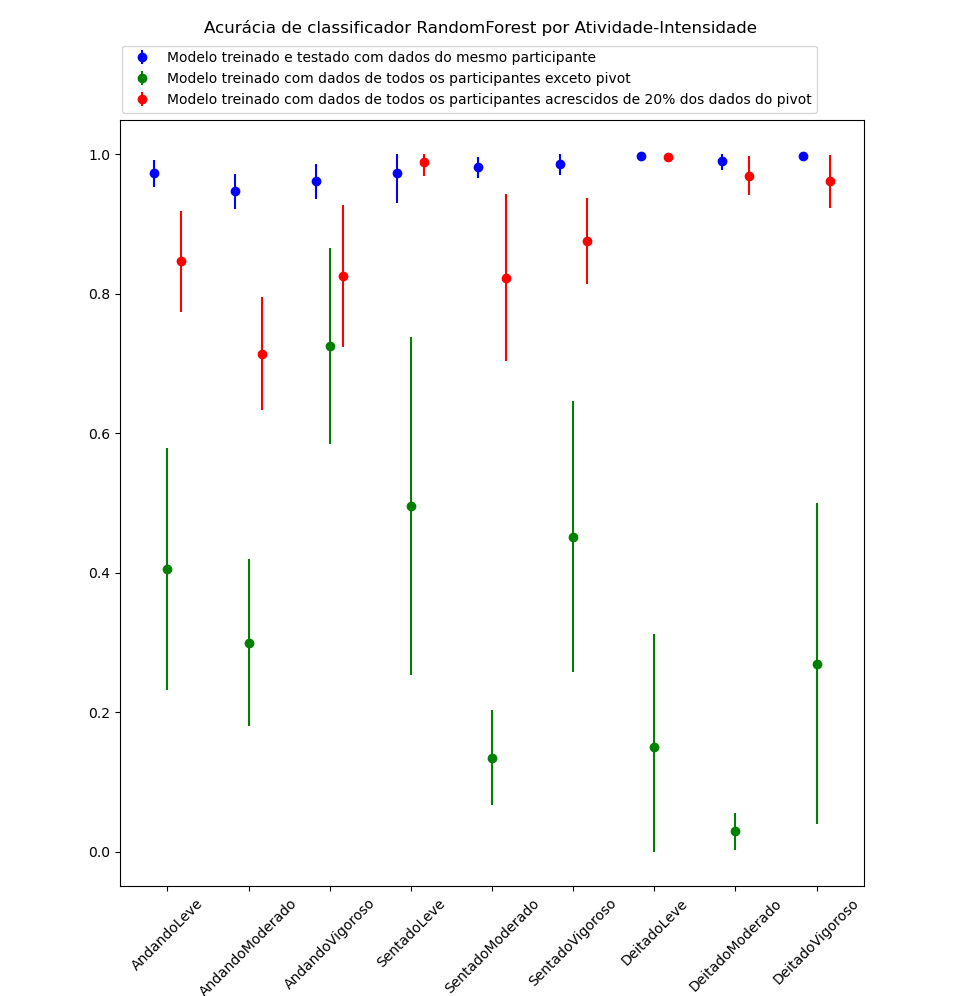 Acurácia de classificador RandomForest por Atividade-Intensidade
Modelo treinado e testado com dados do mesmo participante
Modelo treinado com dados de todos os participantes exceto pivot
Modelo treinado com dados de todos os participantes acrescidos de 20% dos dados do pivot
1.0
0.8
0.6
0.4
0.2
0.0
AndandoLeve
AndandoModerado
AndandoVigoroso
SentadoLeve
SentadoModerado
SentadoVigoroso
DeitadoLeve
DeitadoModerado
DeitadoVigoroso